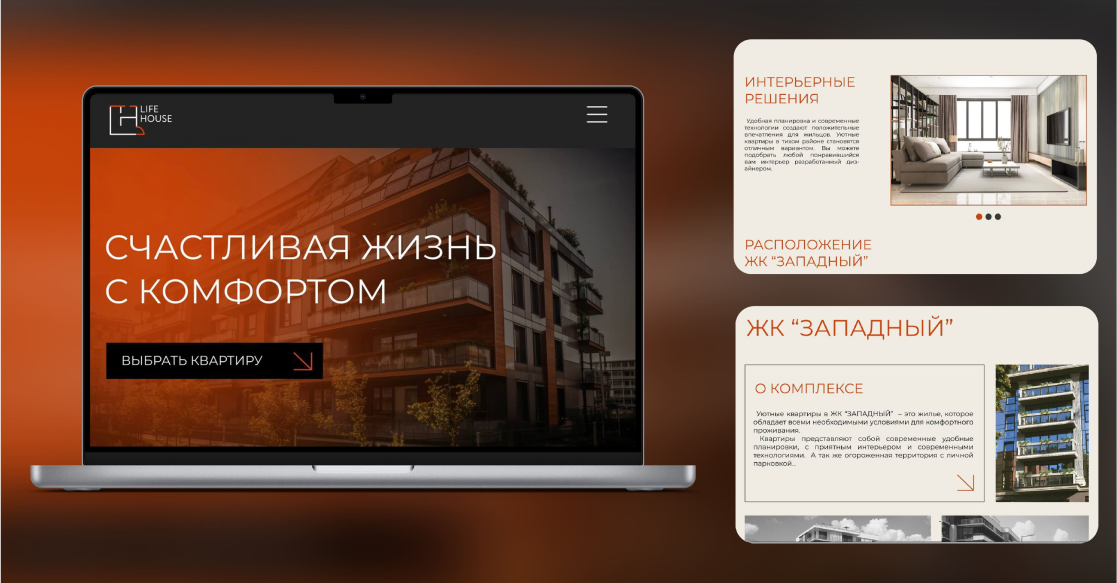 LIFE
HOUSE
СЧАСТЛИВАЯ ЖИЗНЬ
С КОМФОРТОМ
ВЫБРАТЬ КВАРТИРУ
ИНТЕРЬЕРНЫЕ
РЕШЕНИЯ
Удобная планировка и современные
технологии создают положительные
впечатления для жильцов. Уютные
квартиры в тихом районе становятся
отличным вариантом. Вы можете
подобрать любой понравившийся
вам интерьер разработанный диз-
айнером.
РАСПОЛОЖЕНИЕ
ЖК “ЗАПАДНЫЙ”
ЖК “ЗАПАДНЫЙ”
О КОМПЛЕКСЕ
Уютные квартиры в ЖК “ЗАПАДНЫЙ” – это жилье, которое
обладает всеми необходимыми условиями для комфортного
проживания.
Квартиры представляют собой современные удобные
планировки, с приятным интерьером и современными
технологиями. А так же огороженная территория с личной
парковкой...